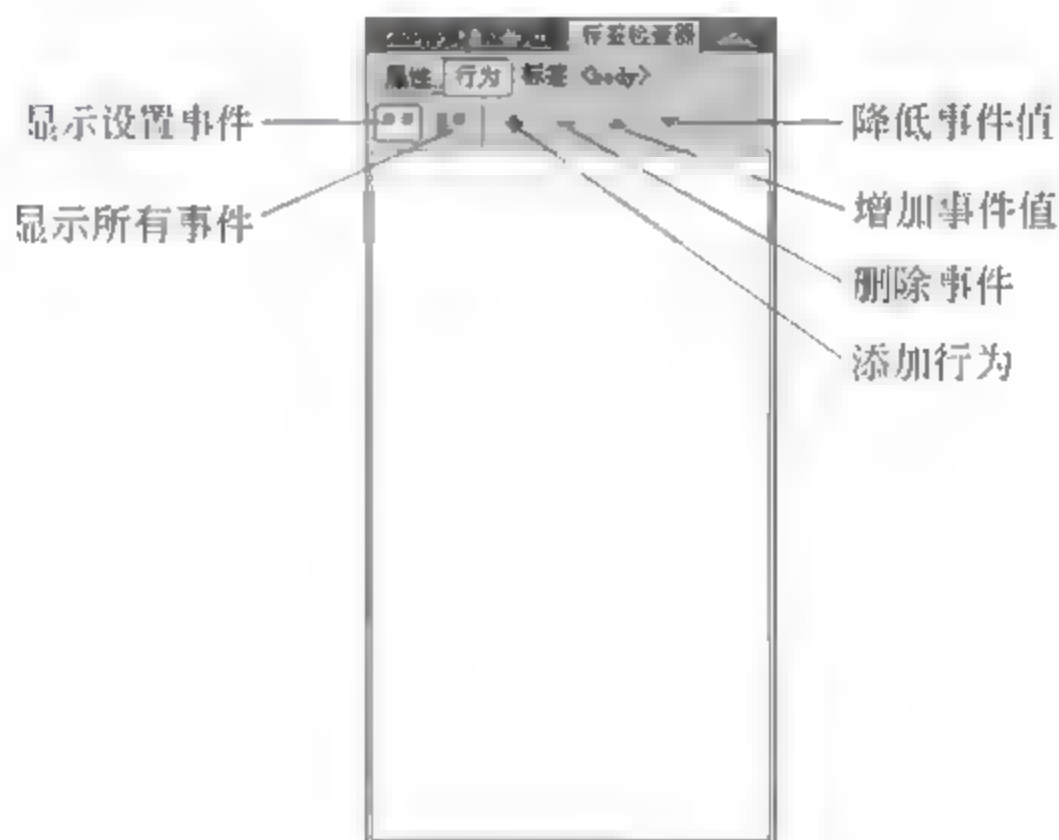 标签检查器
属性 行为 标签 <body>
显示设置事件
显示所有事件
降低事件值
增加事件值
删除事件
添加行为